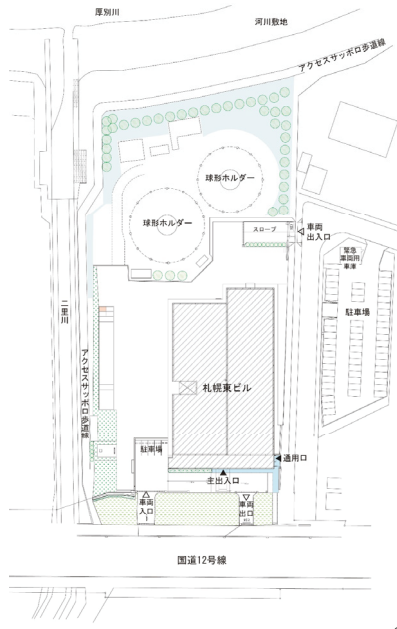 厚別川
河川敷地
アクセスサッポロ歩道線
球形ホルダー
球形ホルダー
スロープ
車両
出入口
緊急
車両用
車庫
駐車場
二里川
アクセスサッポロ歩道線
札幌東ビル
駐車場
通用口
主出入口
車両
入口
車両
出口
国道12号線